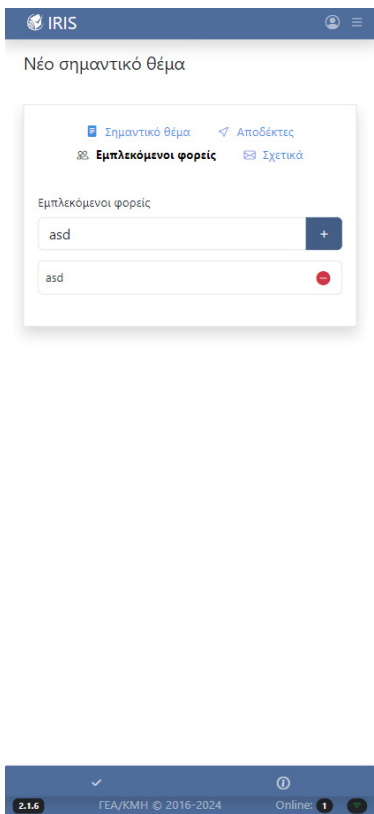 IRIS
Νέο σημαντικό θέμα
Σημαντικό θέμα Αποδέκτες
Εμπλεκόμενοι φορείς Σχετικά
Εμπλεκόμενοι φορείς
asd +
asd
2.1.6 ΓΕΑ/ΚΜΗ © 2016-2024 Online: 1